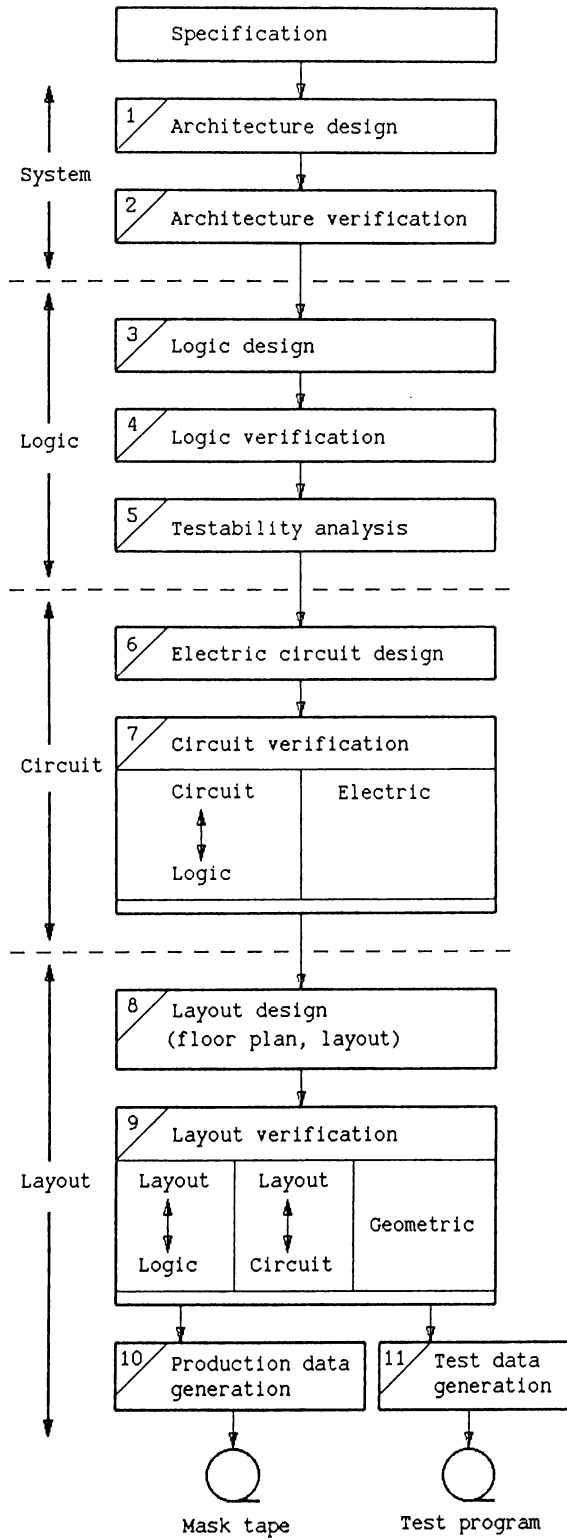 Specification
1
Architecture design
System
2
Architecture verification
3
Logic design
4
Logic verification
Logic
5
Testability analysis
6
Electric circuit design
7
Circuit verification
Circuit
Circuit
Electric
Logic
8
Layout design
(floor plan, layout)
9
Layout verification
Layout
Layout
Layout
Geometric
Logic
Circuit
10
Production data
generation
11
Test data
generation
Mask tape
Test program